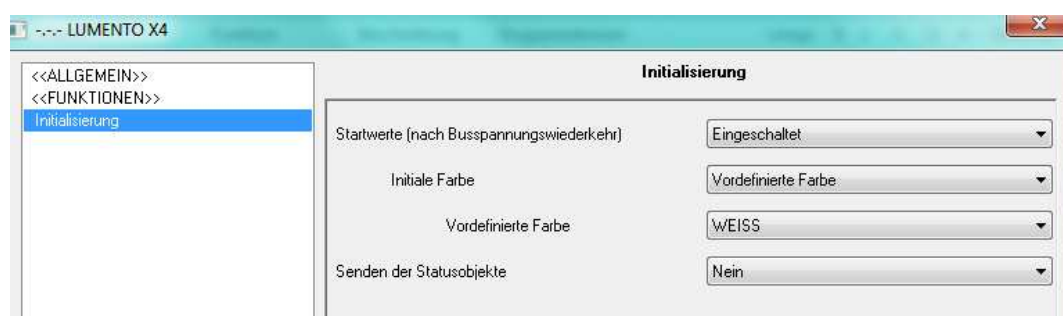 -.-.- LUMENTO X4
<<ALLGEMEIN>>
<<FUNKTIONEN>>
Initialisierung
Initialisierung
Startwerte (nach Busspannungswiederkehr) Eingeschaltet
Initiale Farbe Vordefinierte Farbe
Vordefinierte Farbe WEISS
Senden der Statusobjekte Nein